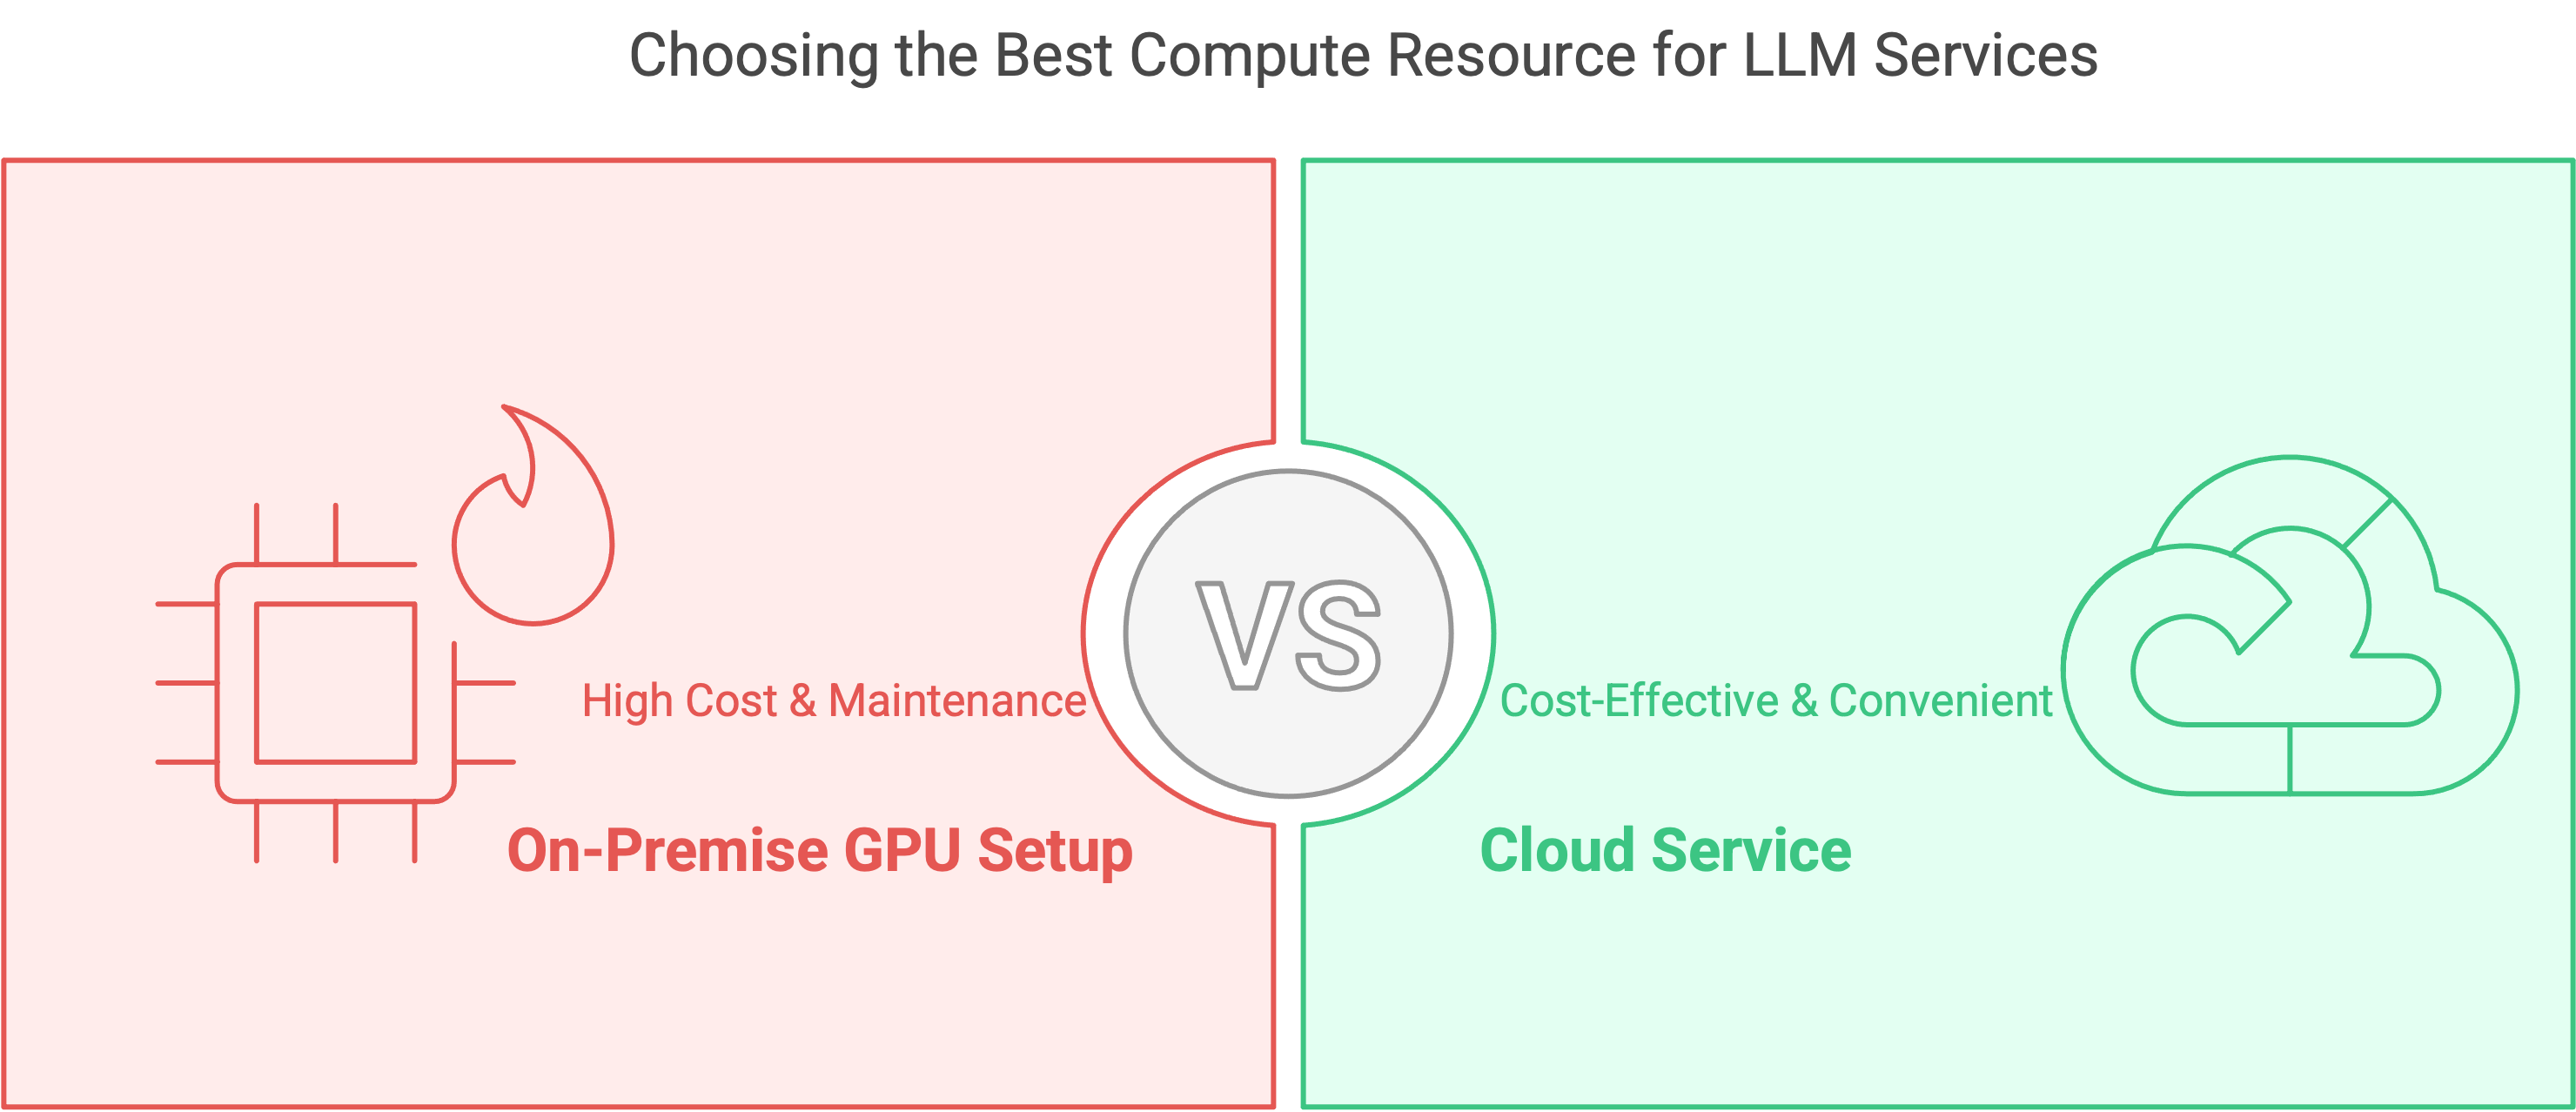 Choosing the Best Compute Resource for LLM Services
High Cost & Maintenance
On-Premise GPU Setup
VS
Cost-Effective & Convenient
Cloud Service